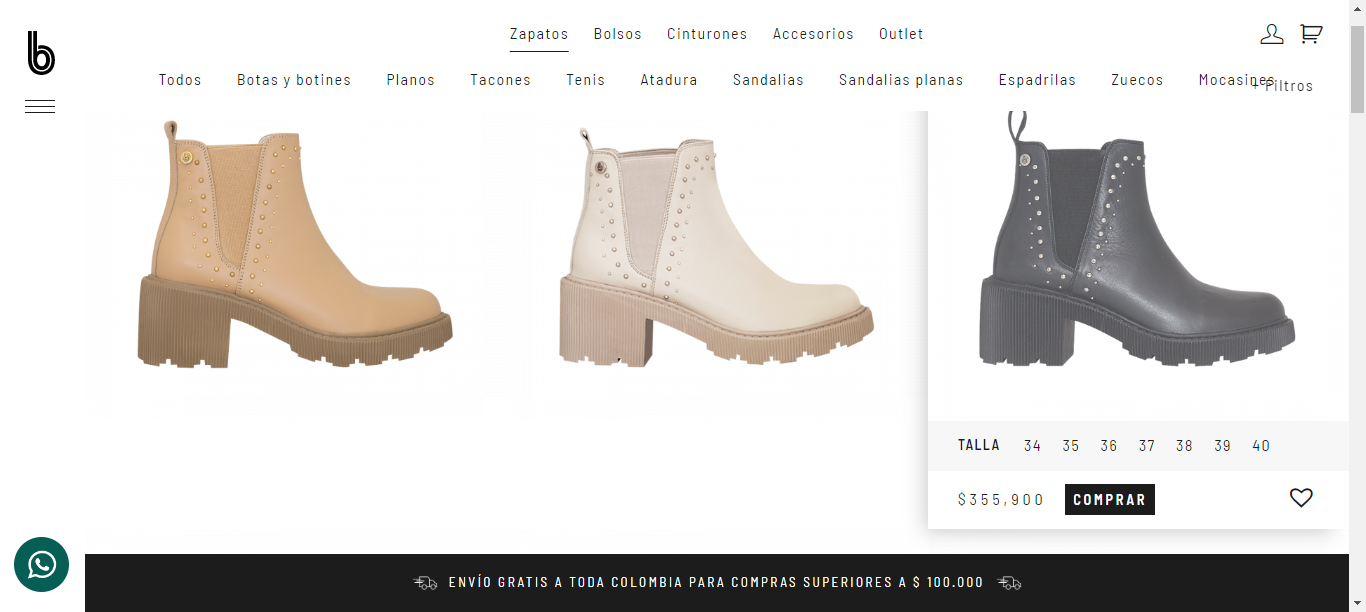 b
Zapatos Bolsos Cinturones Accesorios Outlet
Todos Botas y botines Planos Tacones Tenis Atadura Sandalias Sandalias planas Espadrilas Zuecos Mocasines
+ Filtros
TALLA 34 35 36 37 38 39 40
$355,900 COMPRAR
ENVÍO GRATIS A TODA COLOMBIA PARA COMPRAS SUPERIORES A $ 100.000